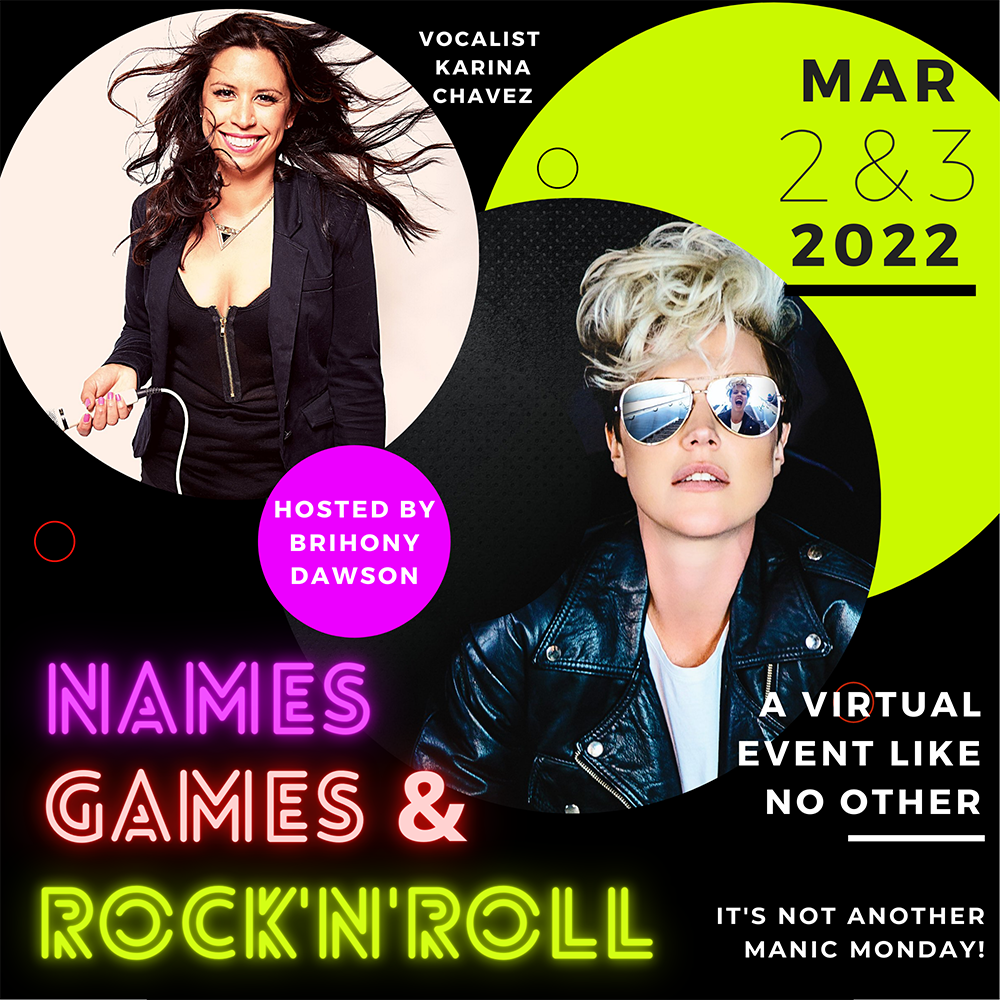 VOCALIST
KARINA
CHAVEZ
MAR
2 & 3
2022
HOSTED BY
BRIHONY
DAWSON
NAMES
GAMES &
ROCK'N'ROLL
A VIRTUAL
EVENT LIKE
NO OTHER
IT'S NOT ANOTHER
MANIC MONDAY!